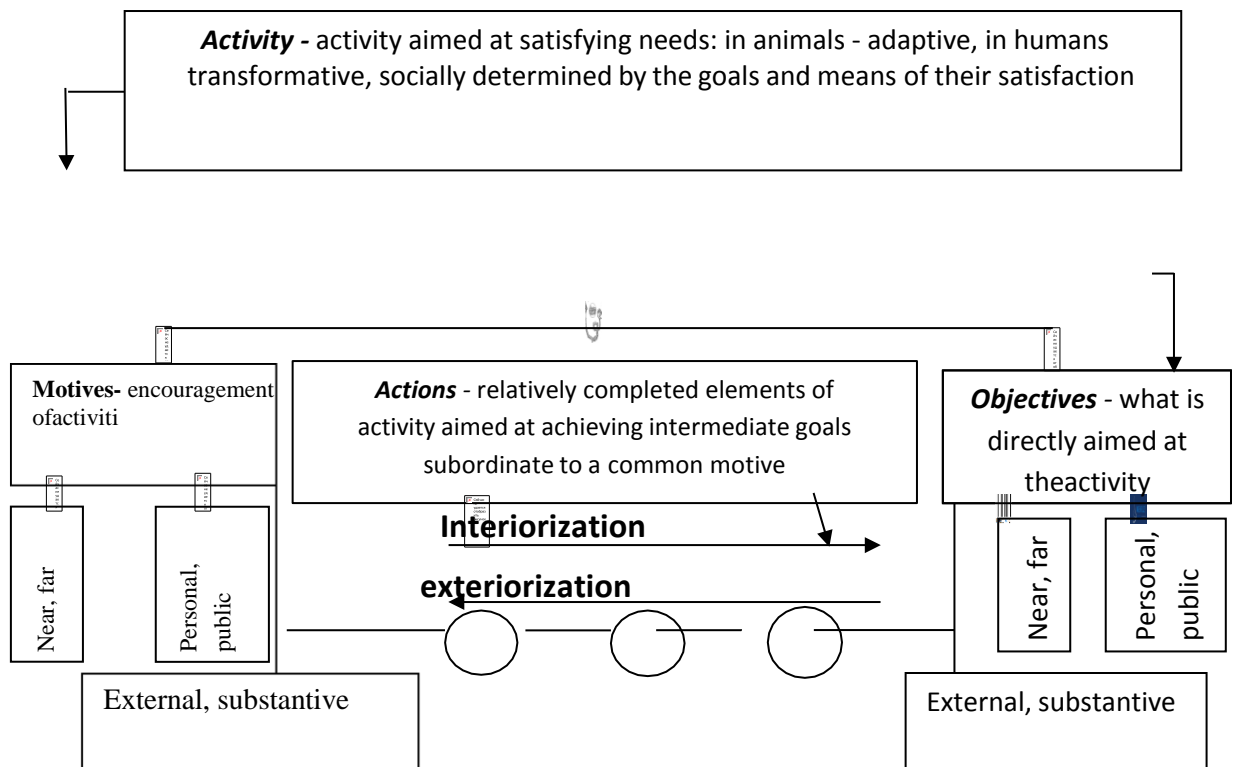 Activity - activity aimed at satisfying needs: in animals - adaptive, in humans
transformative, socially determined by the goals and means of their satisfaction
Motives- encouragement
ofactiviti
Actions - relatively completed elements of
activity aimed at achieving intermediate goals
subordinate to a common motive
Objectives - what is
directly aimed at
theactivity
Interiorization
exteriorization
Near, far
Personal,
public
Near, far
Personal,
public
External, substantive
External, substantive